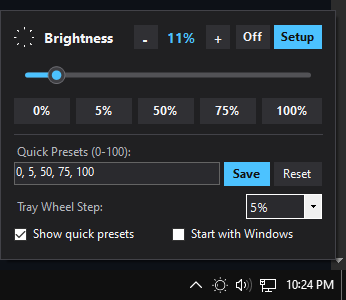 Brightness - 11% + Off Setup
0% 5% 50% 75% 100%
Quick Presets (0-100):
0, 5, 50, 75, 100 Save Reset
Tray Wheel Step: 5%
Show quick presets Start with Windows
10:24 PM